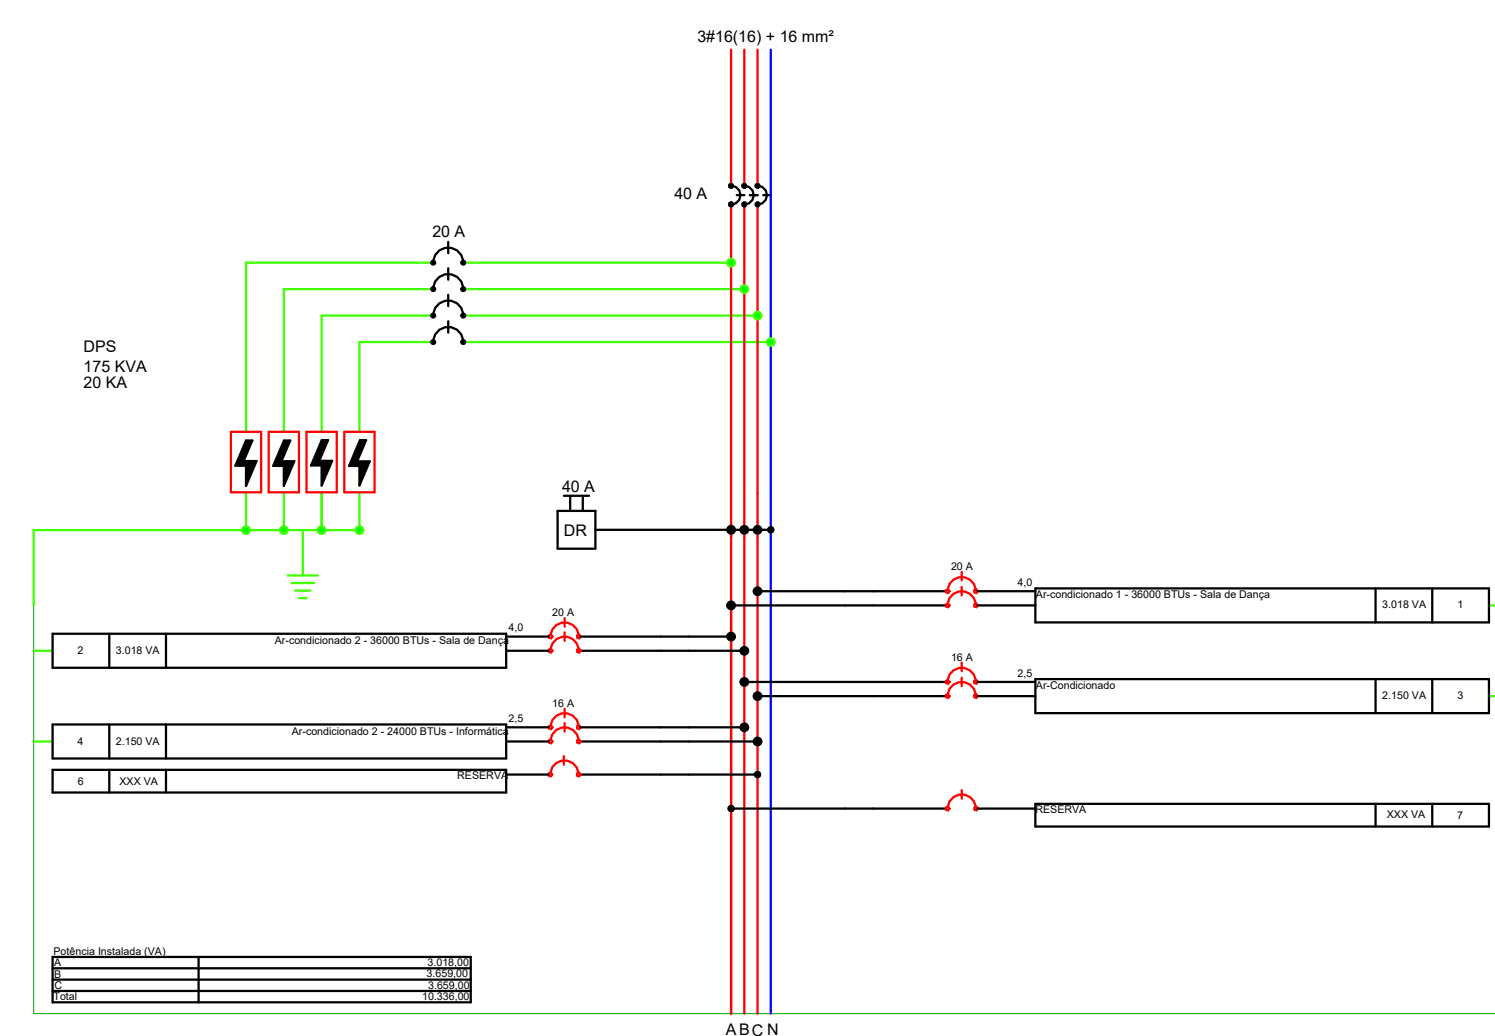 3#16(16) + 16 mm²
40 A
20 A
DPS
175 KVA
20 KA
40 A
DR
20 A
4,0
Ar-condicionado 1 - 36000 BTUs - Sala de Dança
3.018 VA
1
20 A
4,0
2
3.018 VA
Ar-condicionado 2 - 36000 BTUs - Sala de Dança
16 A
2,5
Ar-Condicionado
2.150 VA
3
16 A
2,5
4
2.150 VA
Ar-condicionado 2 - 24000 BTUs - Informática
6
XXX VA
RESERVA
RESERVA
XXX VA
7
Potência Instalada (VA)
A 3.018,00
B 3.659,00
C 3.659,00
Total 10.336,00
A B C N